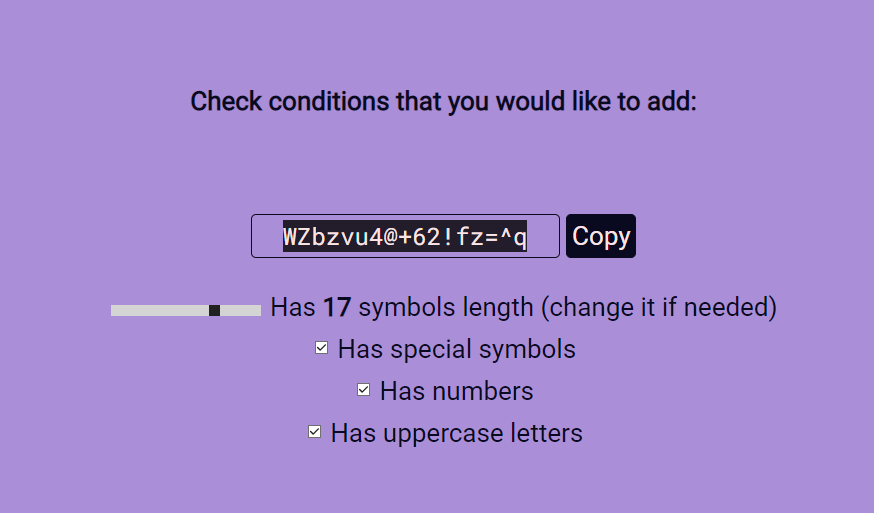 Check conditions that you would like to add:
WZbzvu4@+62!fz=^q Copy
Has 17 symbols length (change it if needed)
Has special symbols
Has numbers
Has uppercase letters